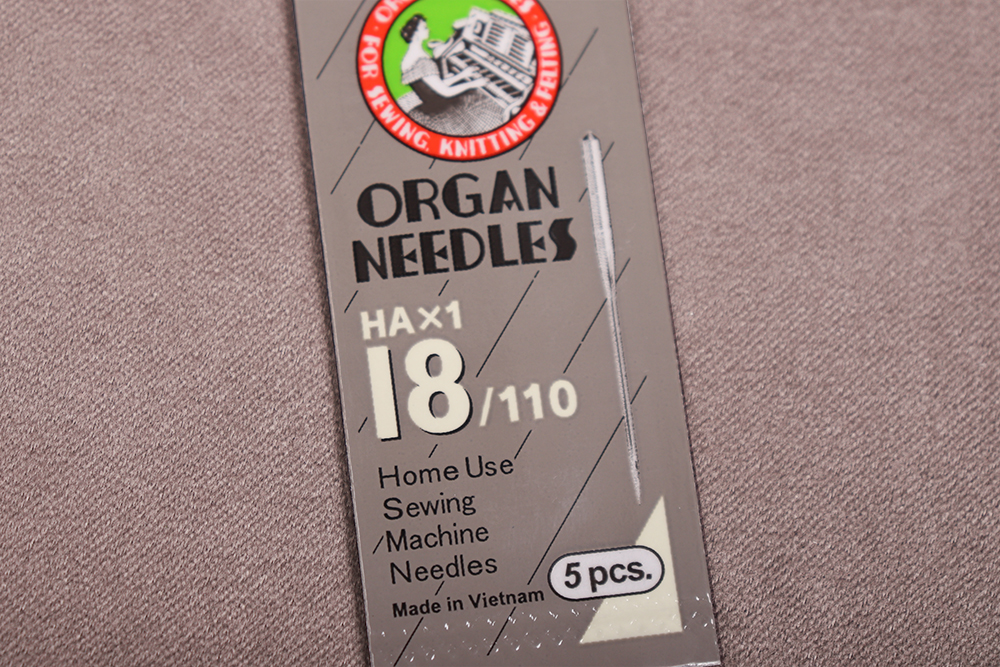 FOR SEWING, KNITTING & FELTING
ORGAN
NEEDLES
HA×1
18/110
Home Use
Sewing
Machine
Needles
Made in Vietnam
5 pcs.